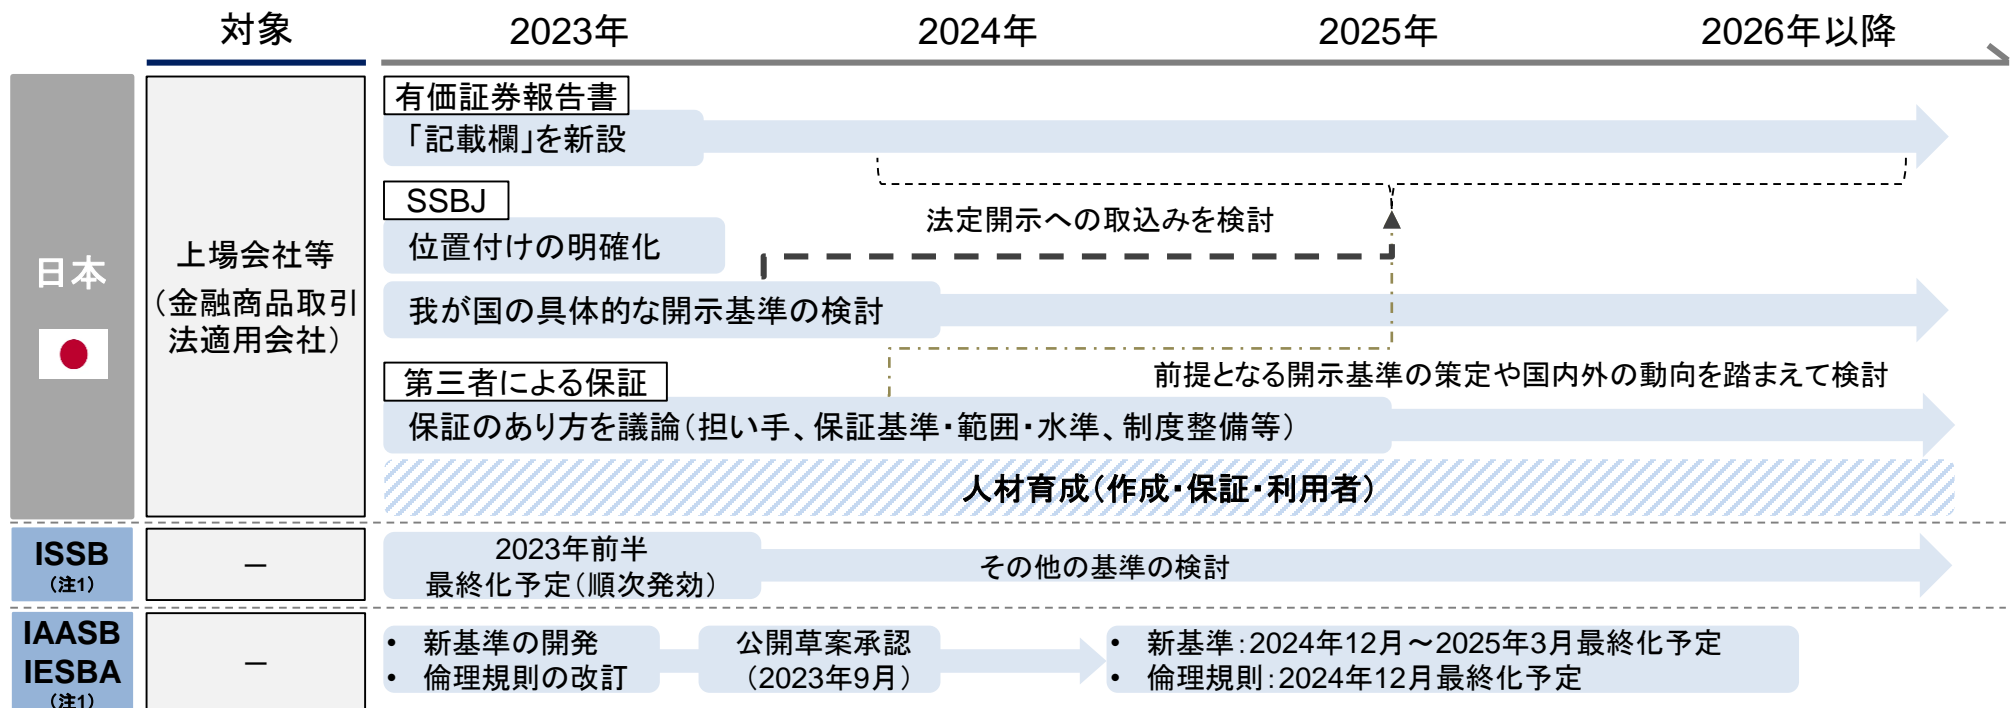 対象
2023年
2024年
2025年
2026年以降
日本
上場会社等
（金融商品取引
法適用会社）
有価証券報告書
「記載欄」を新設
SSBJ
位置付けの明確化
法定開示への取込みを検討
我が国の具体的な開示基準の検討
第三者による保証
前提となる開示基準の策定や国内外の動向を踏まえて検討
保証のあり方を議論（担い手、保証基準・範囲・水準、制度整備等）
人材育成（作成・保証・利用者）
ISSB
（注1）
－
2023年前半
最終化予定（順次発効）
その他の基準の検討
IAASB
IESBA
（注1）
－
• 新基準の開発
• 倫理規則の改訂
公開草案承認
（2023年9月）
• 新基準：2024年12月～2025年3月最終化予定
• 倫理規則：2024年12月最終化予定